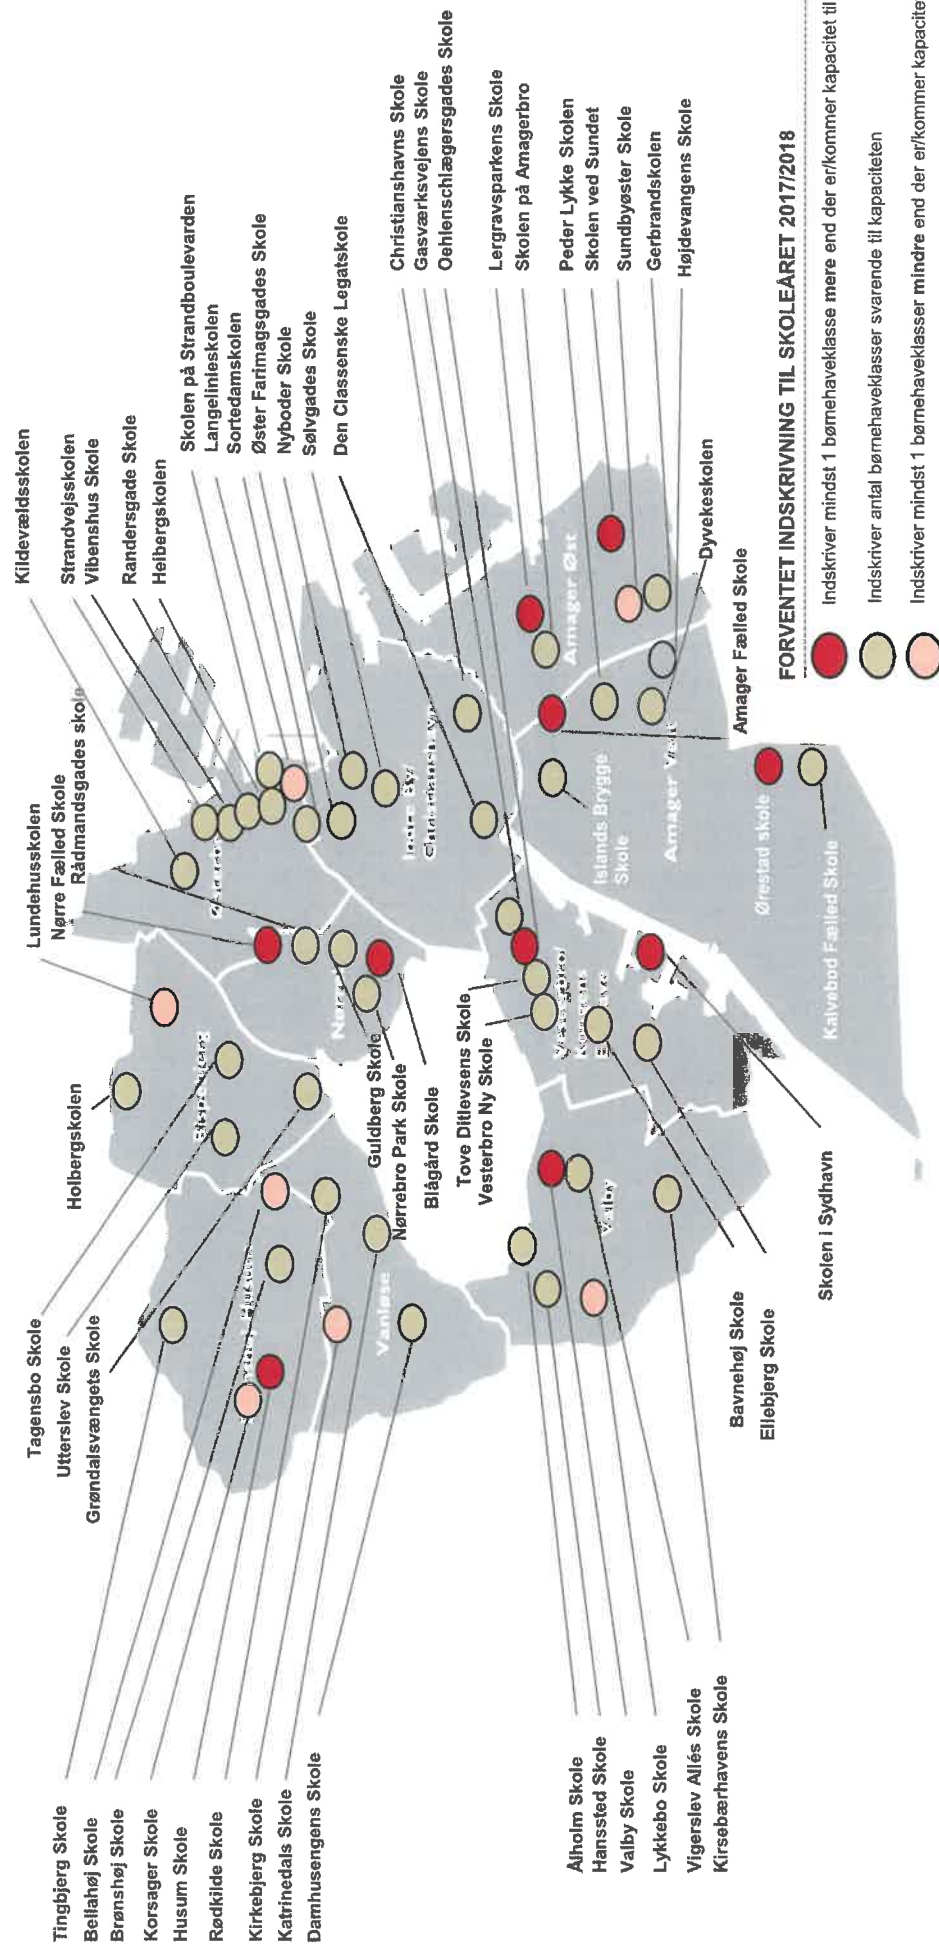 Tingbjerg Skole
Bellahøj Skole
Brønshøj Skole
Korsager Skole
Husum Skole
Rødkilde Skole
Kirkebjerg Skole
Katrinedals Skole
Damhusengens Skole
Tagensbo Skole
Utterslev Skole
Grøndalsvængets Skole
Holbergskolen
Lundehusskolen
Nørre Fælled Skole
Rådmandsgades skole
Kildevældsskolen
Strandvejsskolen
Vibenshus Skole
Randersgade Skole
Heibergskolen
Skolen på Strandboulevarden
Langelinieskolen
Sortedamskolen
Øster Farimagsgades Skole
Nyboder Skole
Sølvgades Skole
Den Classenske Legatskole
Christianshavns Skole
Gasværksvejens Skole
Oehlenschlægersgades Skole
Lergravsparkens Skole
Skolen på Amagerbro
Peder Lykke Skolen
Skolen ved Sundet
Sundbyøster Skole
Gerbrandskolen
Højdevangens Skole
Dyvekeskolen
Amager Fælled Skole
Guldberg Skole
Nørrebro Park Skole
Blågård Skole
Tove Ditlevsens Skole
Vesterbro Ny Skole
Vanløse
Valby
Amager Øst
Islands Brygge
Skole
Amager Vest
Ørestad skole
Kalvebod Fælled Skole
Ålholm Skole
Hanssted Skole
Valby Skole
Lykkebo Skole
Vigerslev Allés Skole
Kirsebærhavens Skole
Bavnehøj Skole
Ellebjerg Skole
Skolen i Sydhavn
FORVENTET INDSKRIVNING TIL SKOLEÅRET 2017/2018
Indskriver mindst 1 børnehaveklasse mere end der er/kommer kapacitet til
Indskriver antal børnehaveklasser svarende til kapaciteten
Indskriver mindst 1 børnehaveklasser mindre end der er/kommer kapacite